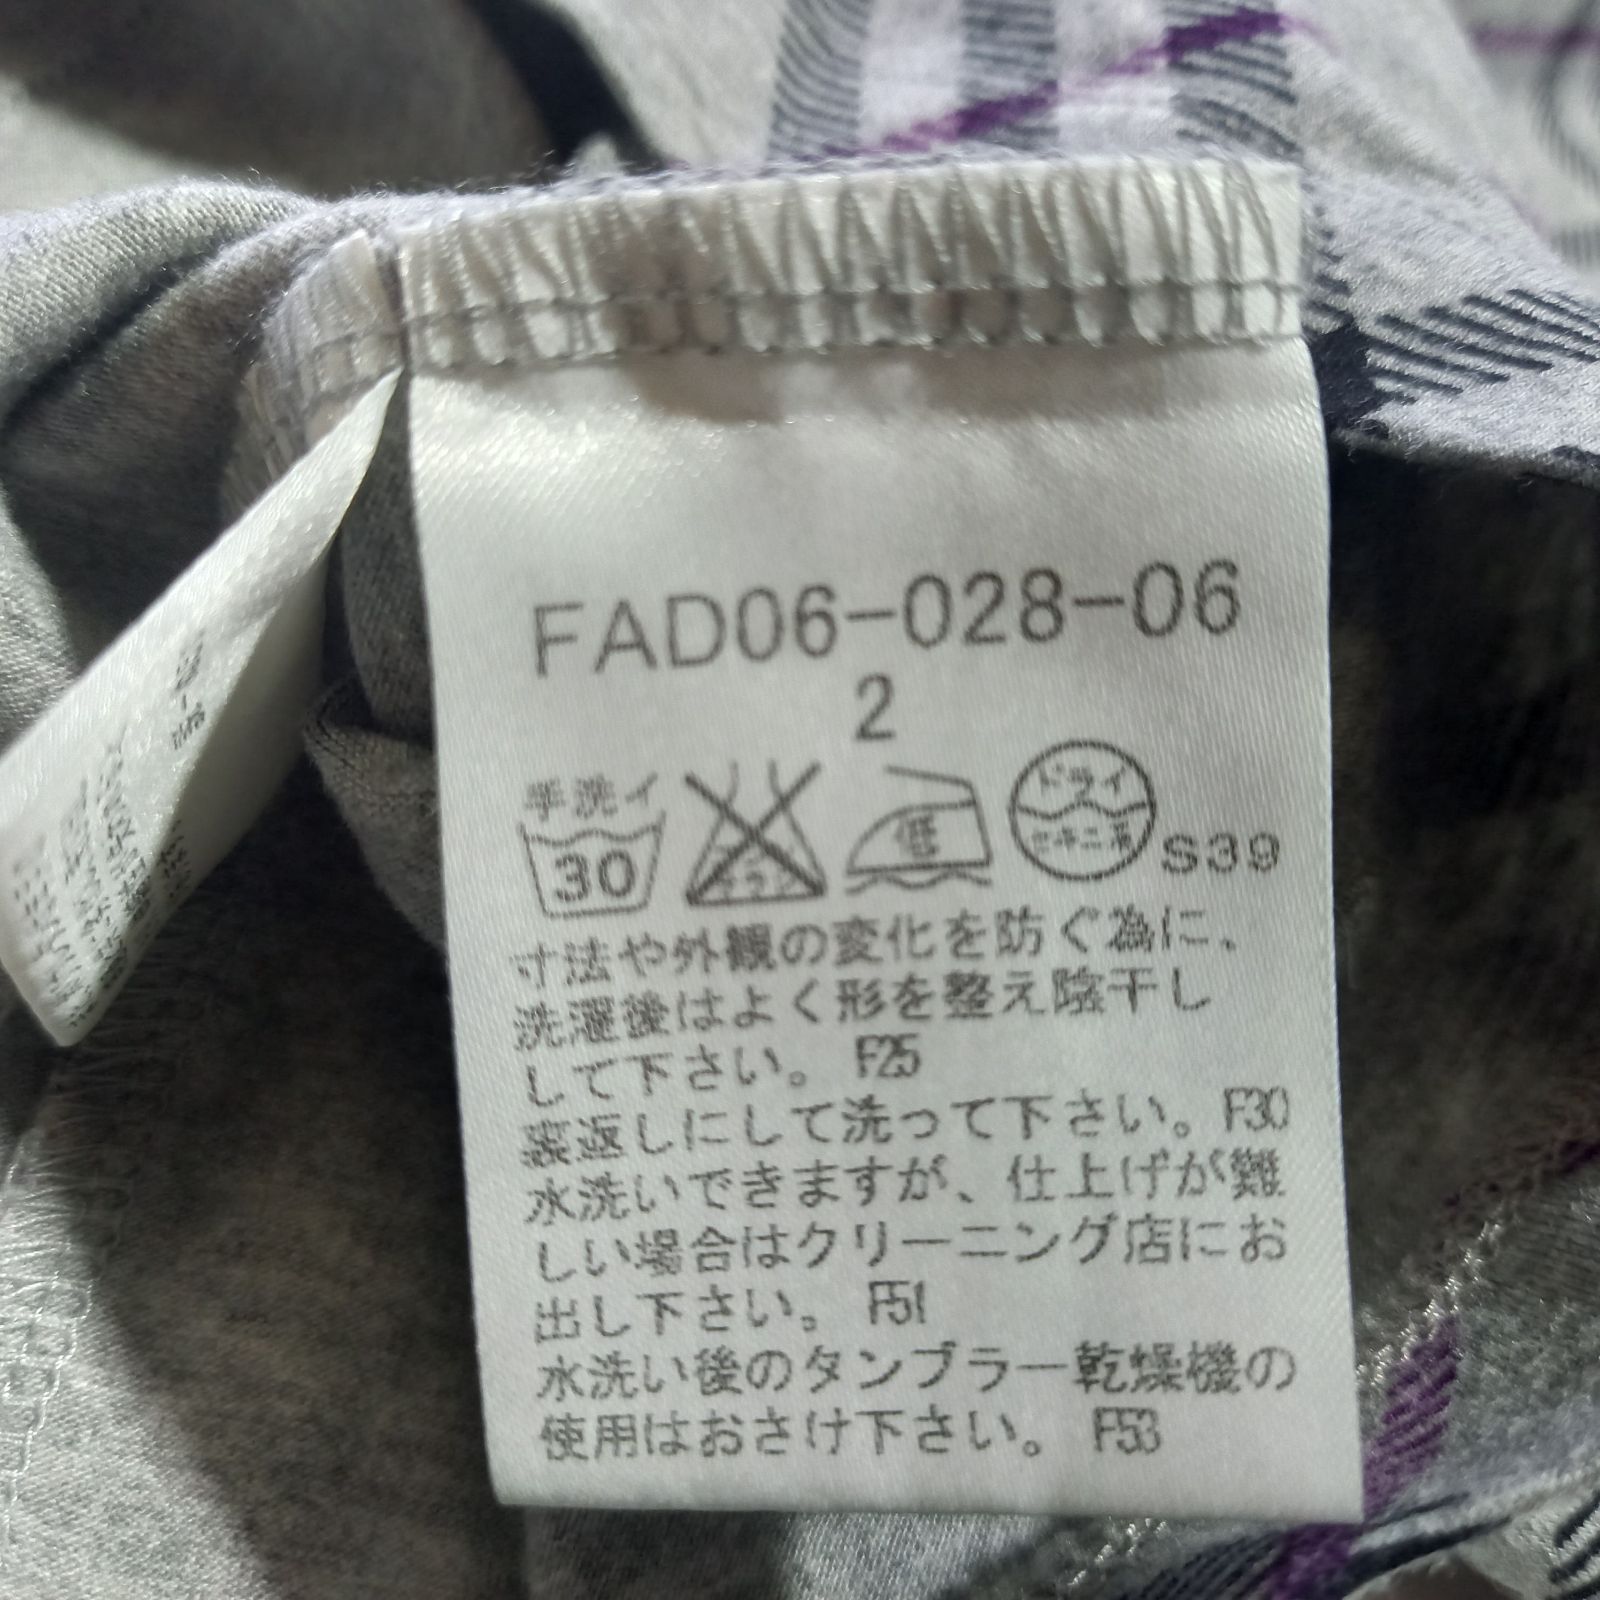 FAD06-028-06
2
手洗イ
30
低
ドライ
セキユ系
S39
寸法や外観の変化を防ぐ為に、
洗濯後はよく形を整え陰干し
して下さい。 F25
裏返しにして洗って下さい。F30
水洗いできますが、仕上げが難
しい場合はクリーニング店にお
出し下さい。 F51
水洗い後のタンブラー乾燥機の
使用はおさけ下さい。 F53